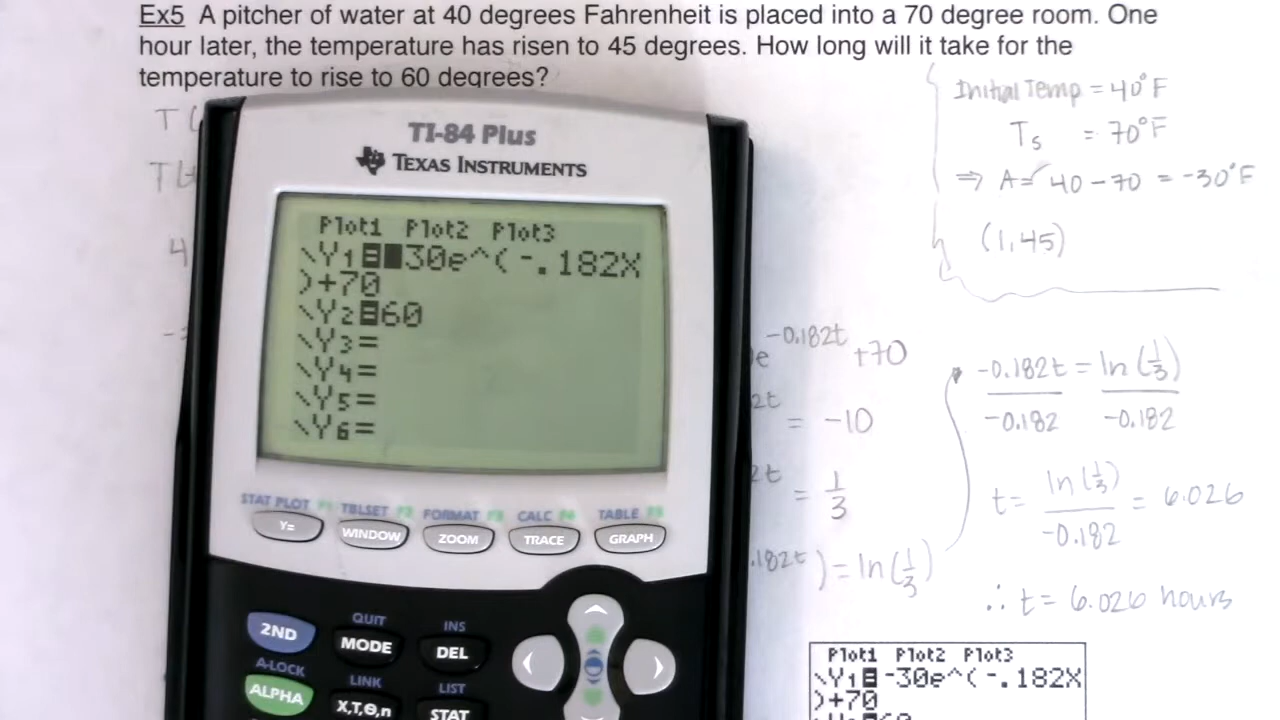 Ex5 A pitcher of water at 40 degrees Fahrenheit is placed into a 70 degree room. One
hour later, the temperature has risen to 45 degrees. How long will it take for the
temperature to rise to 60 degrees?
Initial Temp = 40°F
Ts = 70°F
⇒ A = 40 - 70 = -30°F
(1,45)
T(
4
TI-84 Plus
TEXAS INSTRUMENTS
Plot1 Plot2 Plot3
\Y1=█30e^(-.182X
)+70
\Y2=60
\Y3=
\Y4=
\Y5=
\Y6=
e^-0.182t +70
2t = -10
2t = 1/3
.182t ) = ln(1/3)
-0.182t = ln(1/3)
-0.182 -0.182
t = ln(1/3) / -0.182 = 6.026
∴ t = 6.026 hours
STAT PLOT F1 TBLSET F2 FORMAT F3 CALC F4 TABLE F5
Y= WINDOW ZOOM TRACE GRAPH
QUIT INS
2ND MODE DEL
A-LOCK LINK LIST
ALPHA X,T,Θ,n STAT
Plot1 Plot2 Plot3
\Y1=-30e^(-.182X
)+70